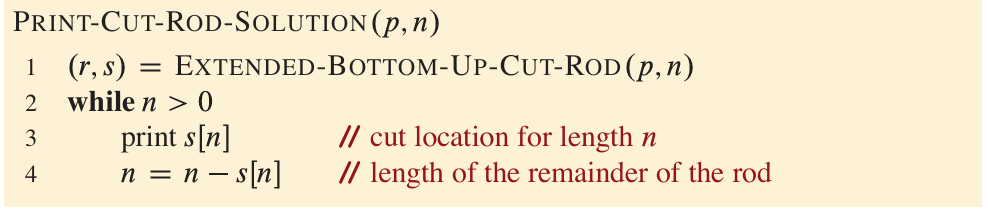 PRINT-CUT-ROD-SOLUTION(p, n)
1 (r, s) = EXTENDED-BOTTOM-UP-CUT-ROD(p, n)
2 while n > 0
3 print s[n] // cut location for length n
4 n = n − s[n] // length of the remainder of the rod